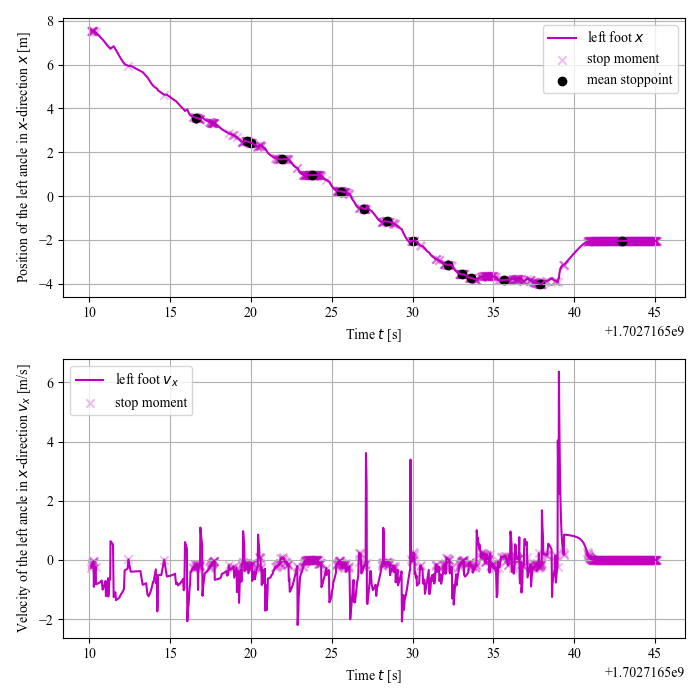 8
6
4
2
0
−2
−4
Position of the left angle in x-direction x [m]
left foot x
stop moment
mean stoppoint
10 15 20 25 30 35 40 45
Time t [s]
+1.7027165e9
6
4
2
0
−2
Velocity of the left angle in x-direction vₓ [m/s]
left foot vₓ
stop moment
10 15 20 25 30 35 40 45
Time t [s]
+1.7027165e9